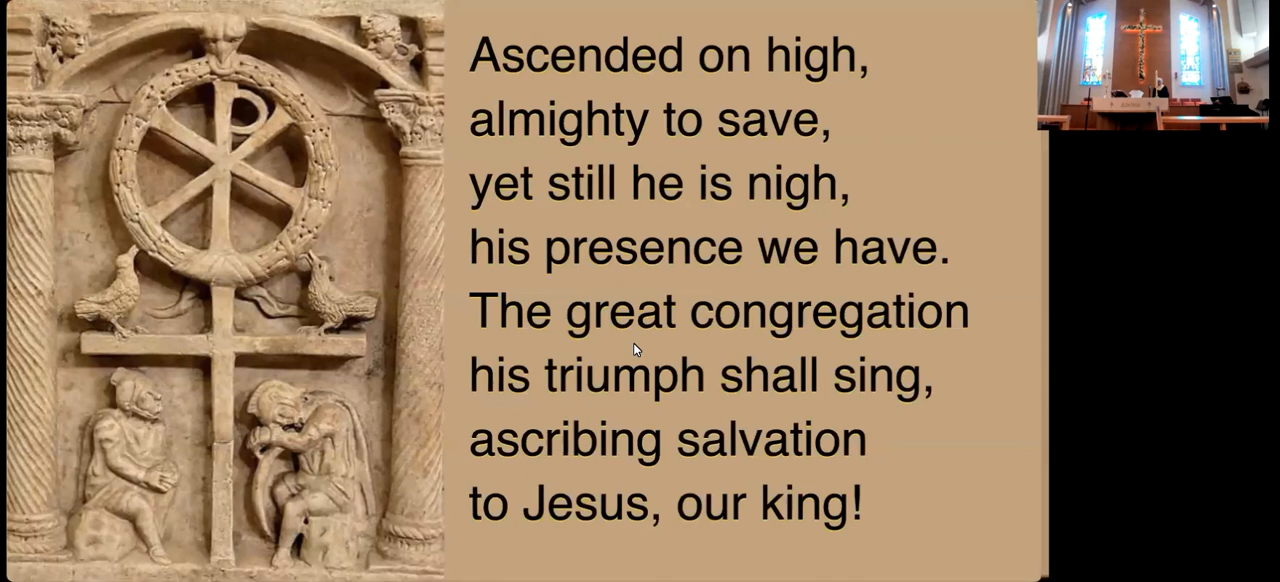 Ascended on high,
almighty to save,
yet still he is nigh,
his presence we have.
The great congregation
his triumph shall sing,
ascribing salvation
to Jesus, our king!